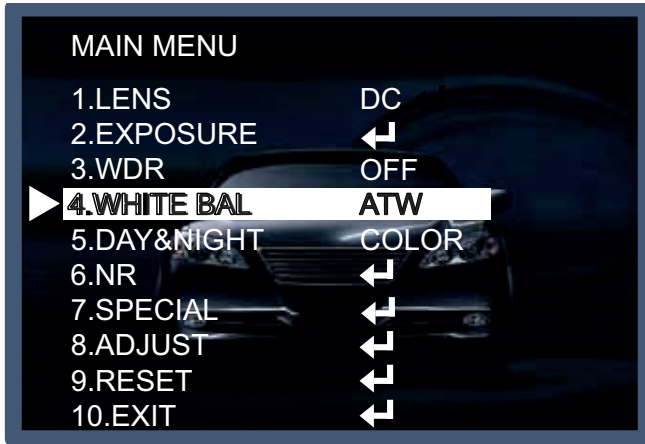 MAIN MENU
1.LENS DC
2.EXPOSURE ↵
3.WDR OFF
4.WHITE BAL ATW
5.DAY&NIGHT COLOR
6.NR ↵
7.SPECIAL ↵
8.ADJUST ↵
9.RESET ↵
10.EXIT ↵